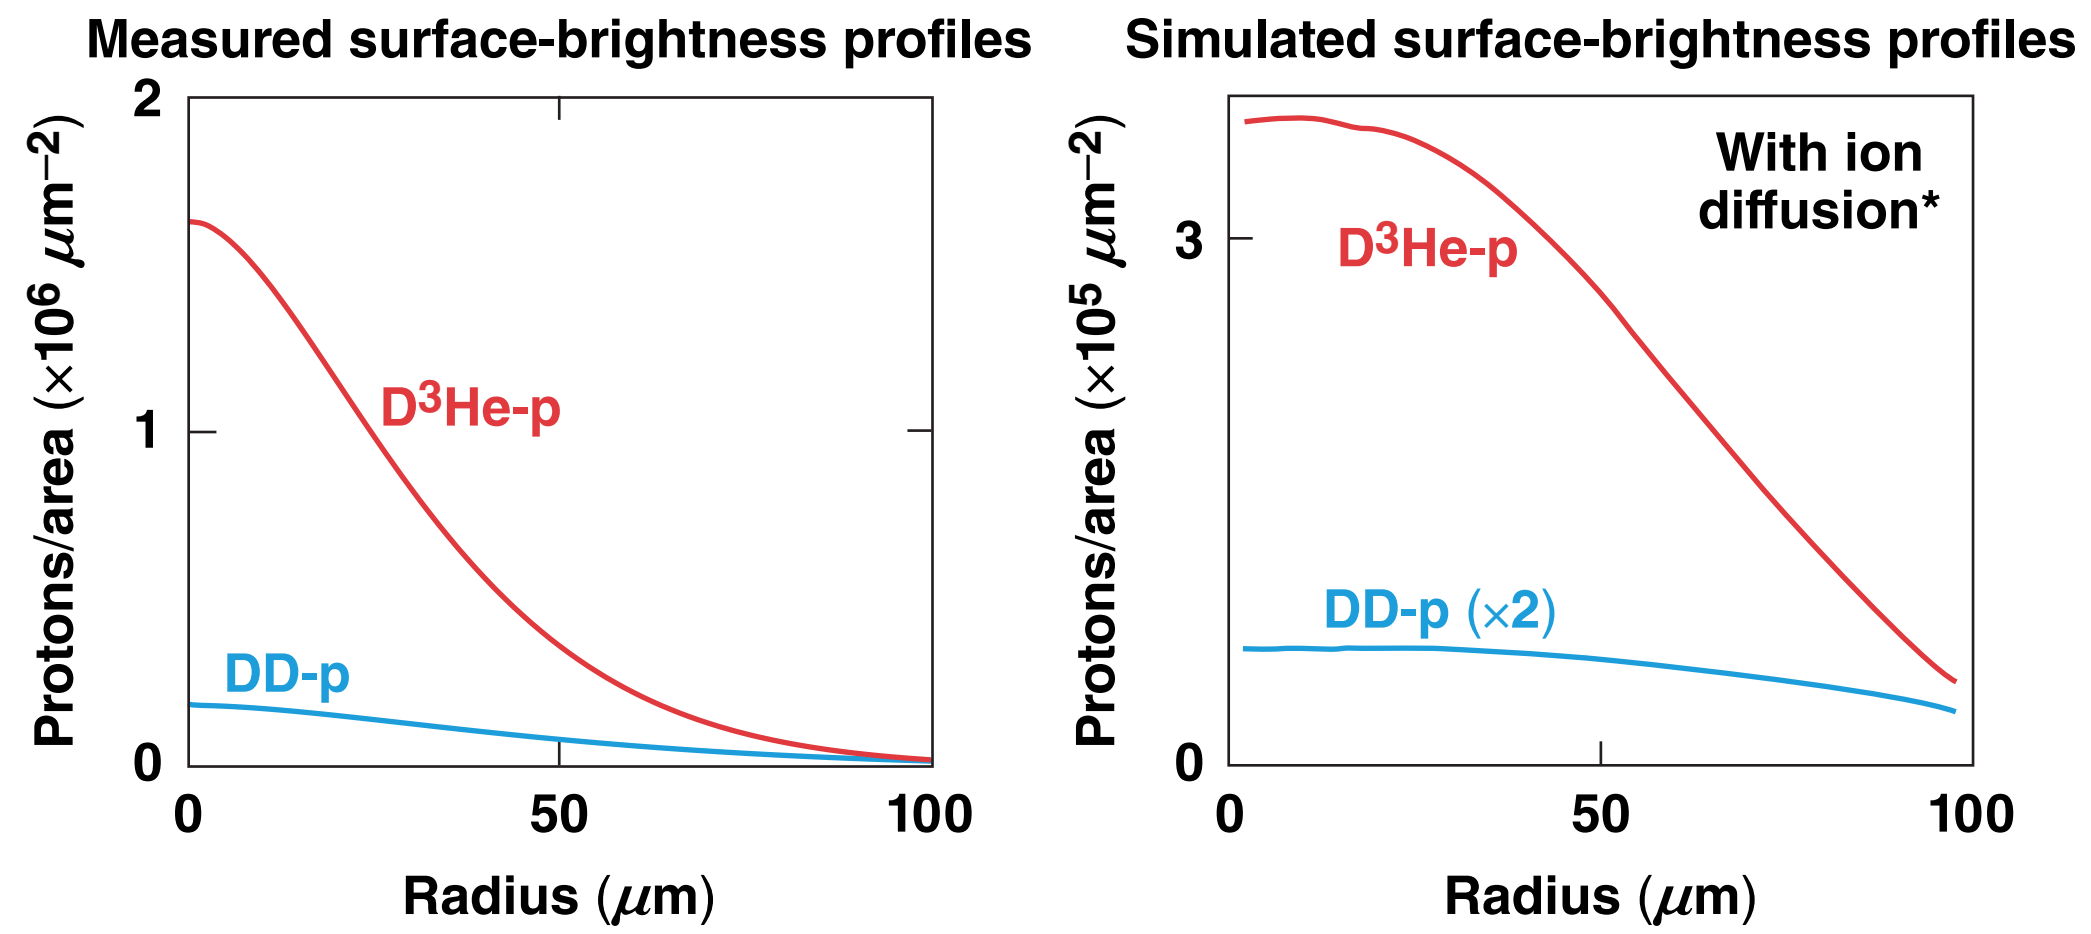 Measured surface-brightness profiles
Protons/area (×10⁶ μm⁻²)
2
1
0
D³He-p
DD-p
0 50 100
Radius (μm)
Simulated surface-brightness profiles
Protons/area (×10⁵ μm⁻²)
3
0
With ion
diffusion*
D³He-p
DD-p (×2)
0 50 100
Radius (μm)